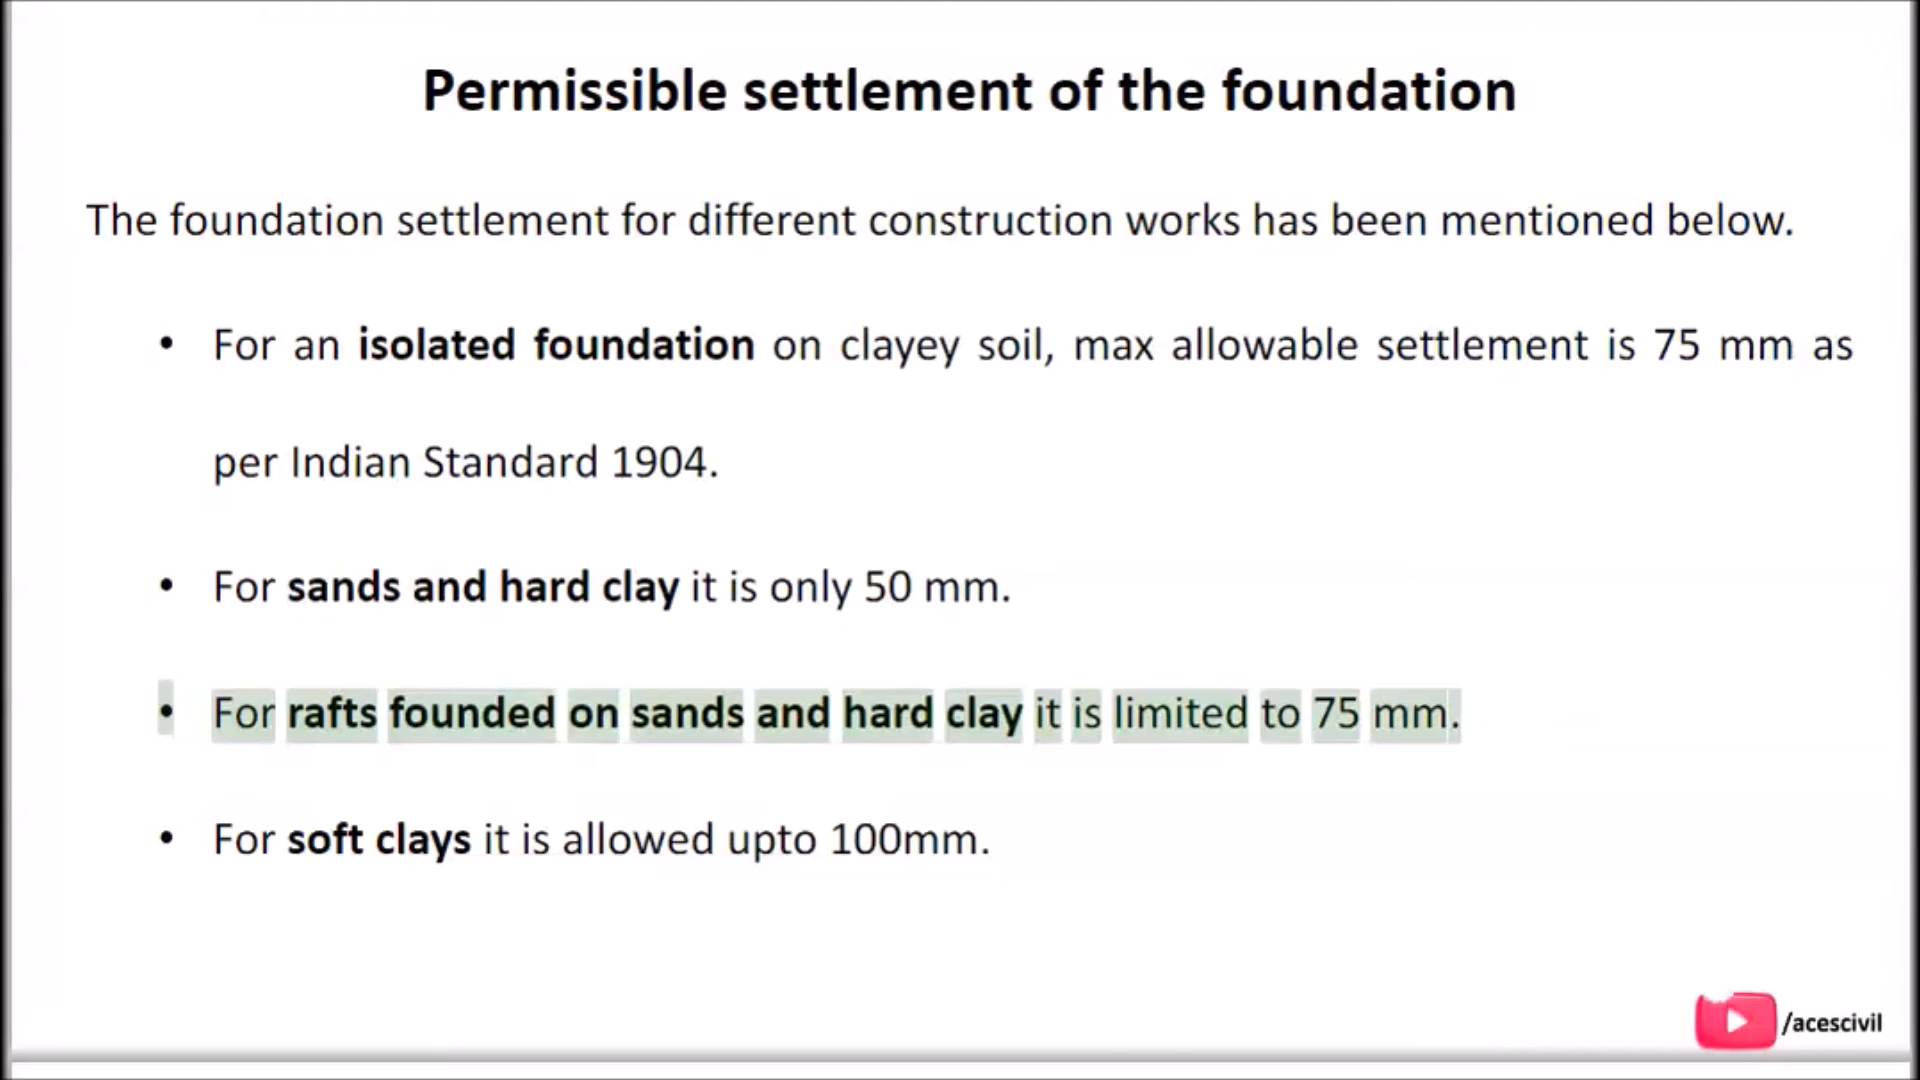 Permissible settlement of the foundation
The foundation settlement for different construction works has been mentioned below.
• For an isolated foundation on clayey soil, max allowable settlement is 75 mm as
per Indian Standard 1904.
• For sands and hard clay it is only 50 mm.
• For rafts founded on sands and hard clay it is limited to 75 mm.
• For soft clays it is allowed upto 100mm.
/acescivil